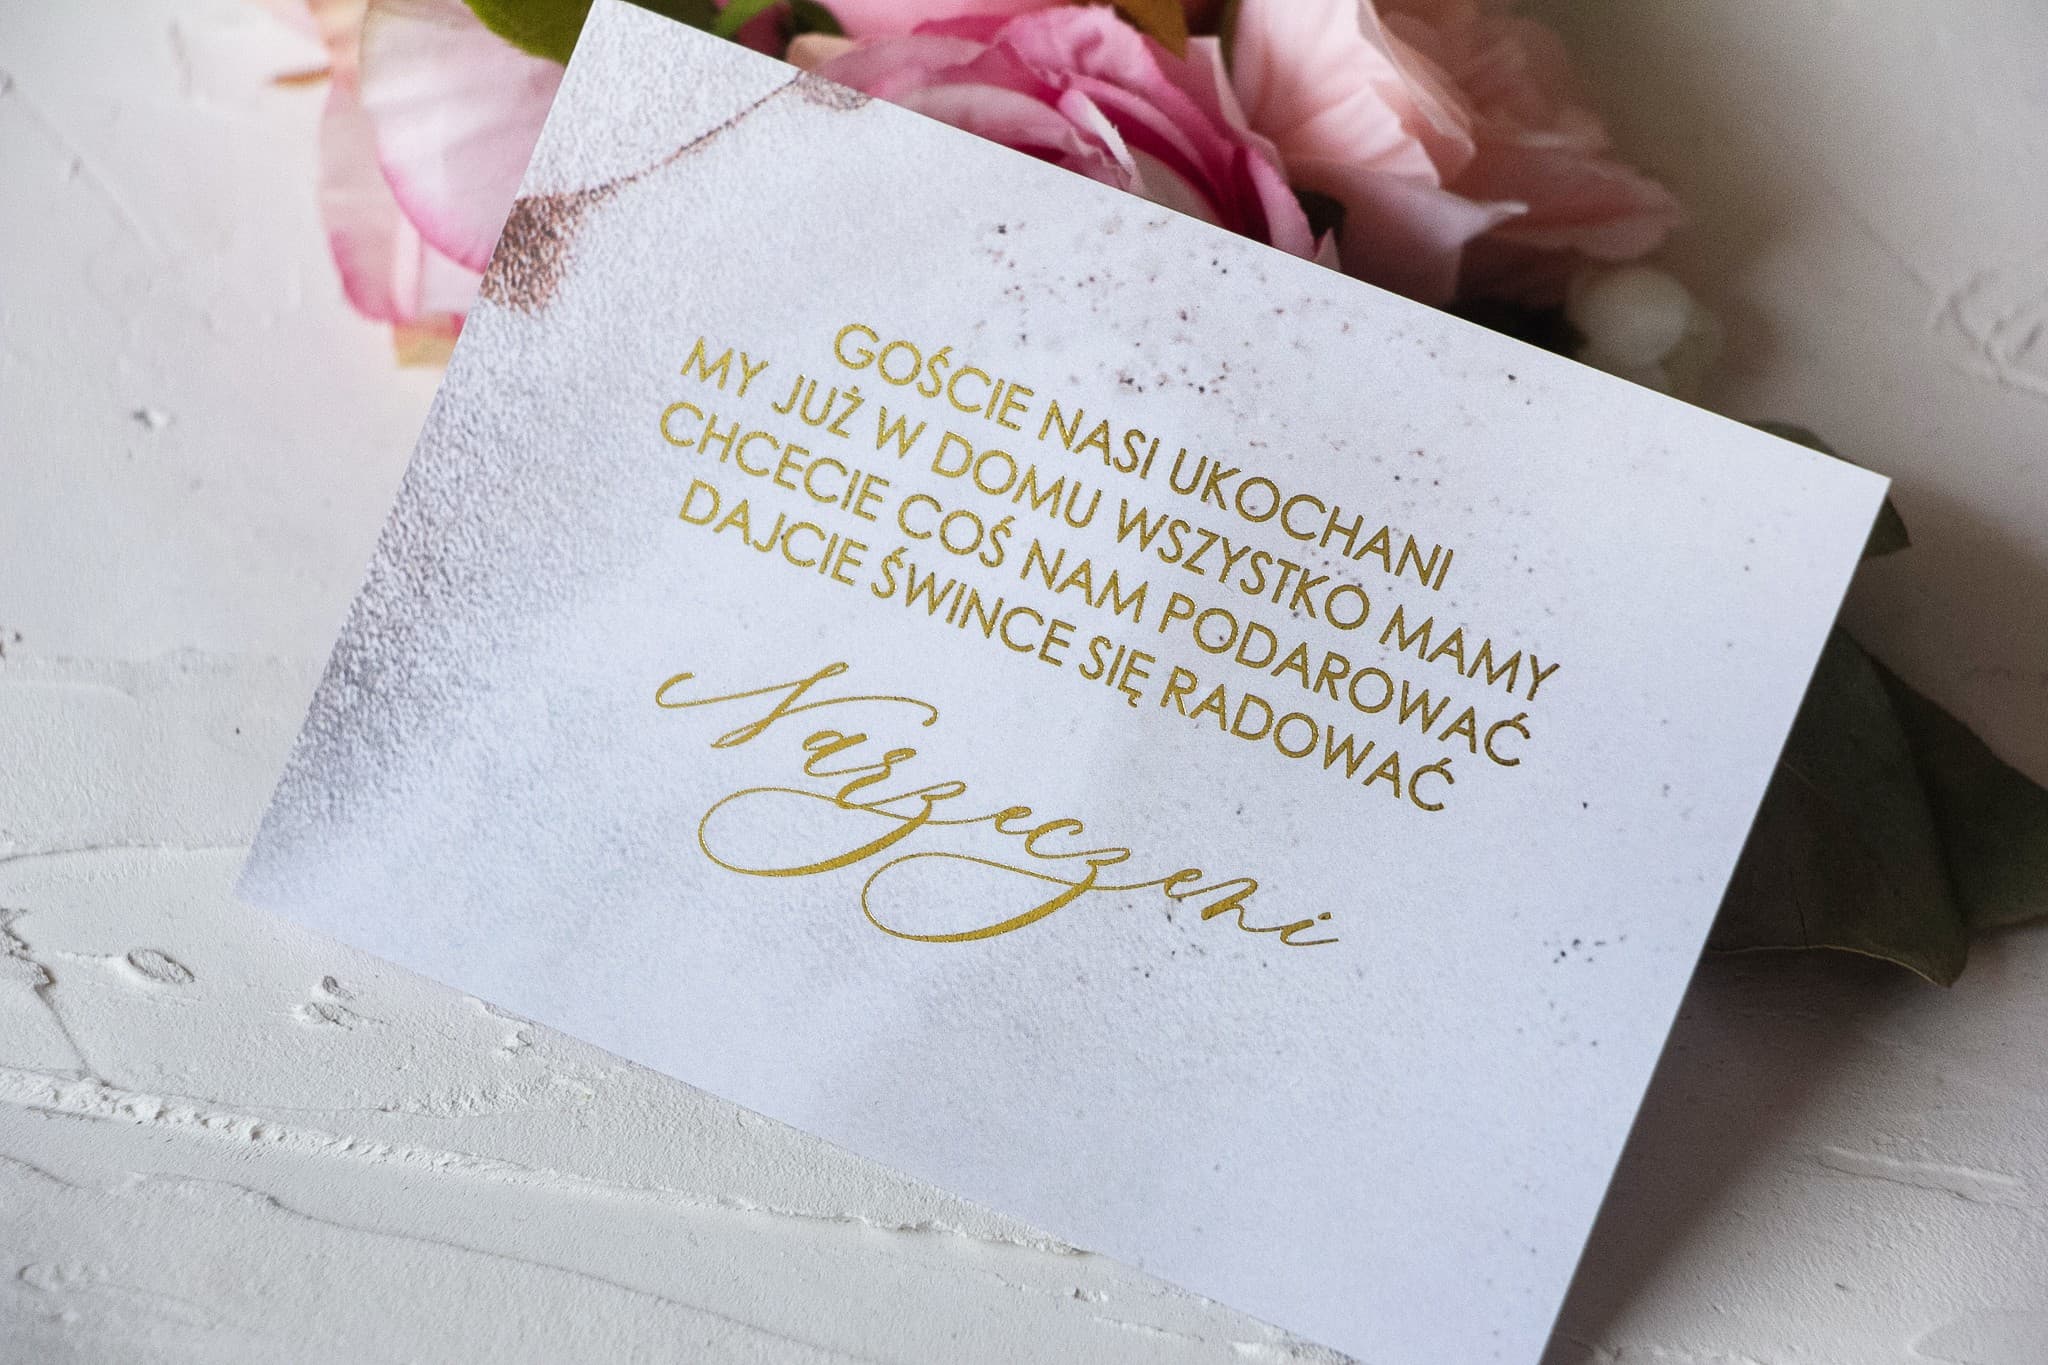 GOŚCIE NASI UKOCHANI
MY JUŻ W DOMU WSZYSTKO MAMY
CHCECIE COŚ NAM PODAROWAĆ
DAJCIE ŚWINCE SIĘ RADOWAĆ
Narzeczeni